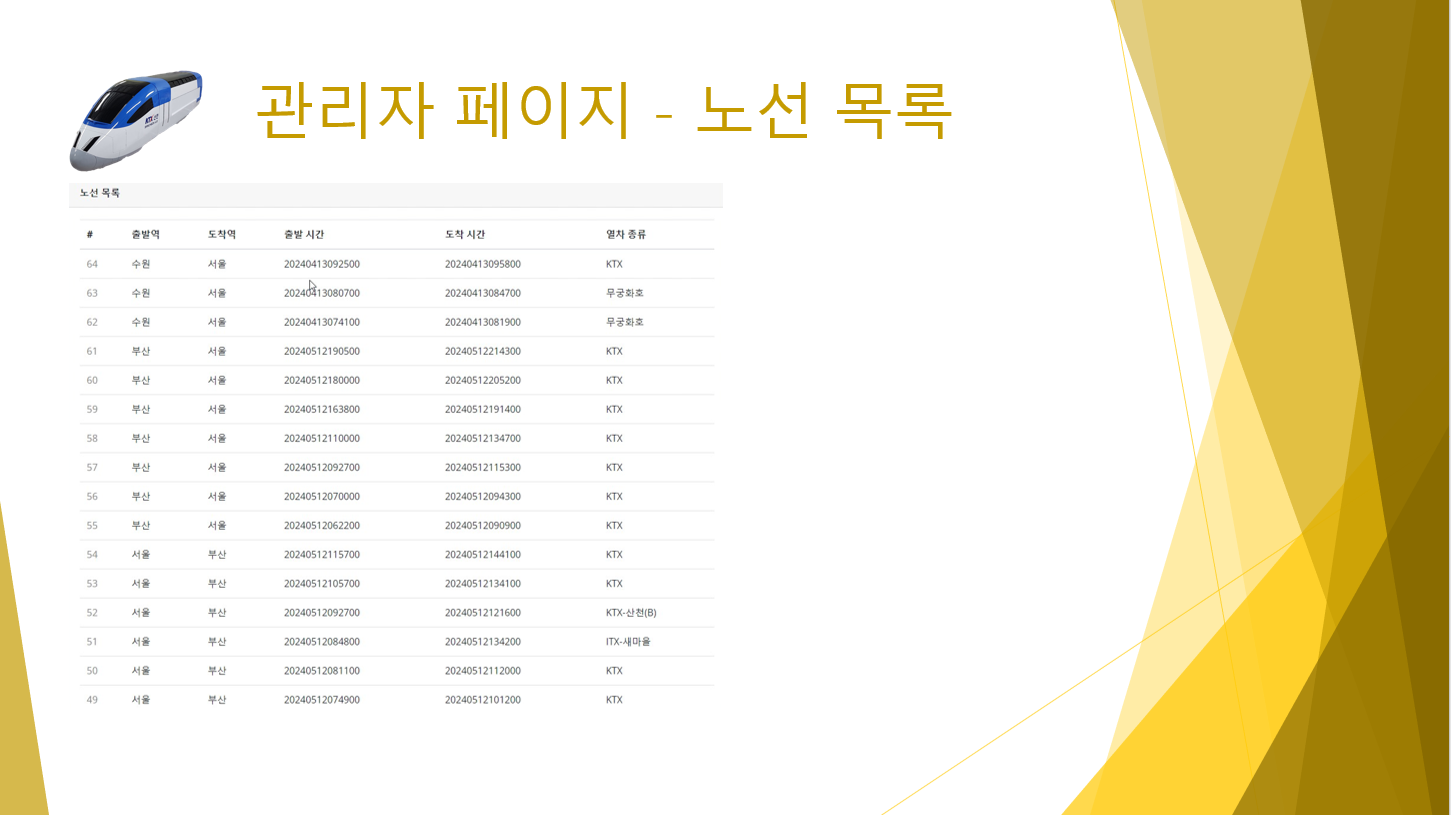 관리자 페이지 - 노선 목록
노선 목록
# 출발역 도착역 출발 시간 도착 시간 열차 종류
64 수원 서울 20240413092500 20240413095800 KTX
63 수원 서울 20240413080700 20240413084700 무궁화호
62 수원 서울 20240413074100 20240413081900 무궁화호
61 부산 서울 20240512190500 20240512214300 KTX
60 부산 서울 20240512180000 20240512205200 KTX
59 부산 서울 20240512163800 20240512191400 KTX
58 부산 서울 20240512110000 20240512134700 KTX
57 부산 서울 20240512092700 20240512115300 KTX
56 부산 서울 20240512070000 20240512094300 KTX
55 부산 서울 20240512062200 20240512090900 KTX
54 서울 부산 20240512115700 20240512144100 KTX
53 서울 부산 20240512105700 20240512134100 KTX
52 서울 부산 20240512092700 20240512121600 KTX-산천(B)
51 서울 부산 20240512084800 20240512134200 ITX-새마을
50 서울 부산 20240512081100 20240512112000 KTX
49 서울 부산 20240512074900 20240512101200 KTX